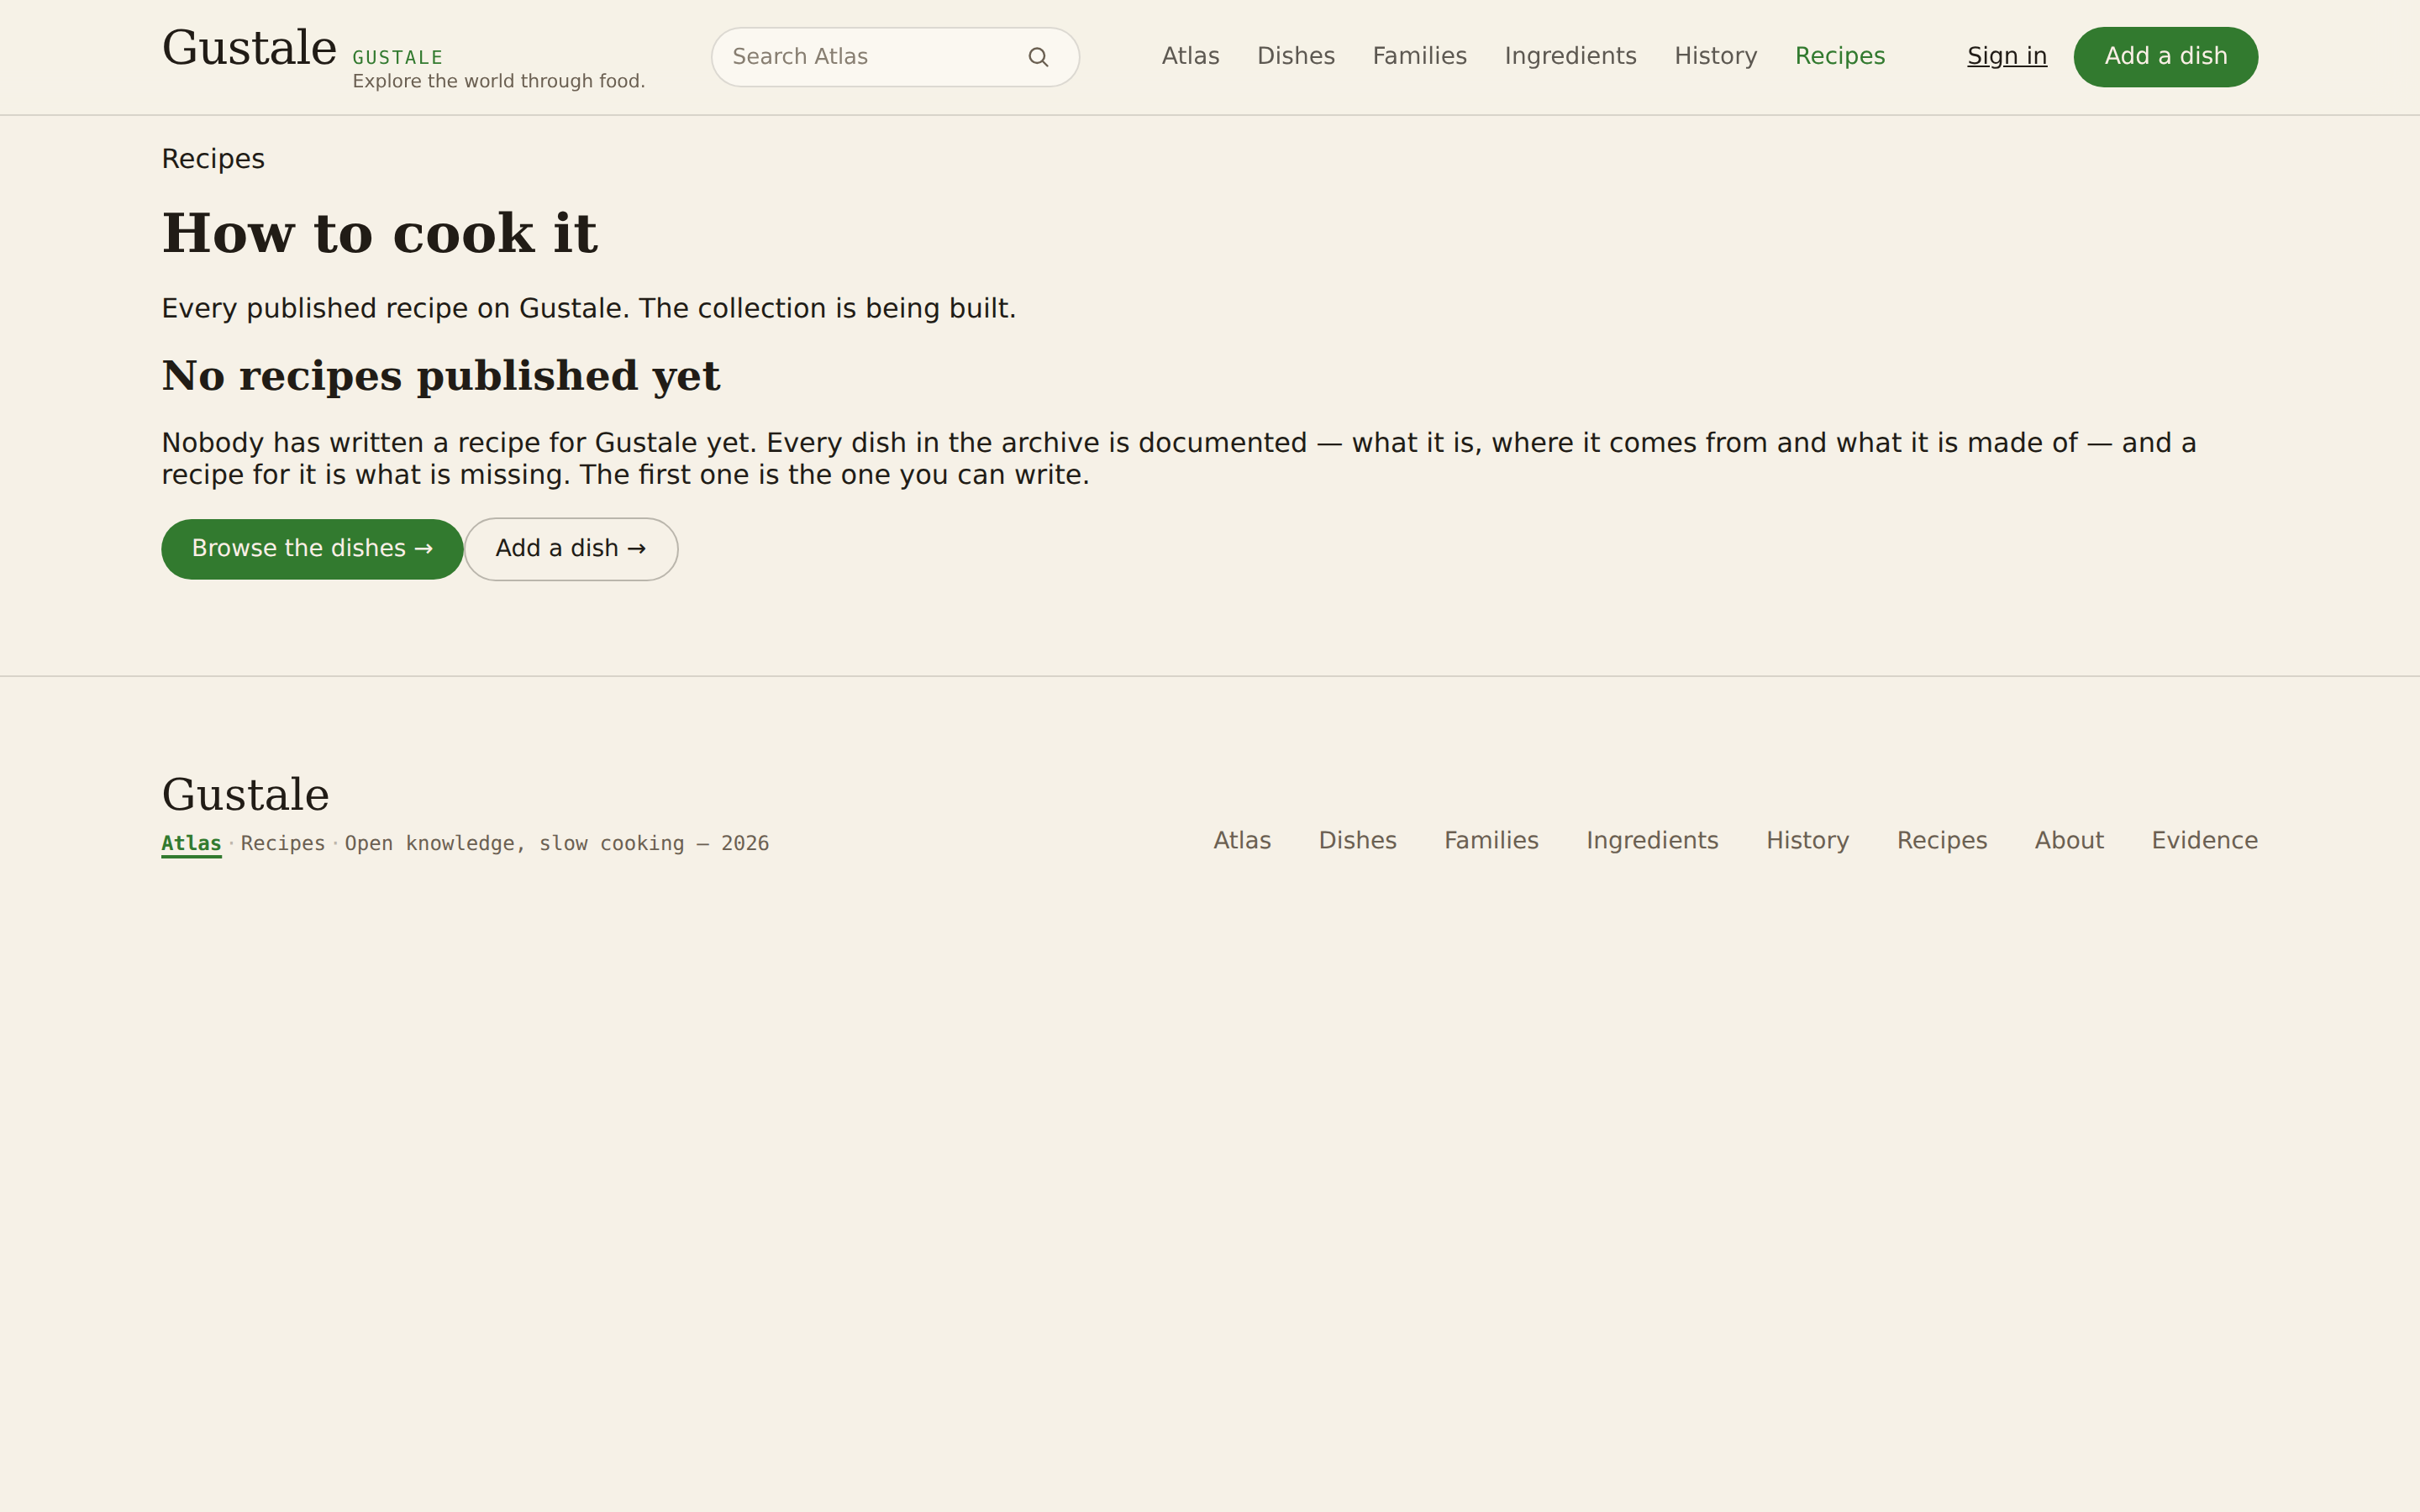 Gustale
GUSTALE
Explore the world through food.
Search Atlas
Atlas Dishes Families Ingredients History Recipes
Sign in
Add a dish
Recipes
How to cook it
Every published recipe on Gustale. The collection is being built.
No recipes published yet
Nobody has written a recipe for Gustale yet. Every dish in the archive is documented — what it is, where it comes from and what it is made of — and a
recipe for it is what is missing. The first one is the one you can write.
Browse the dishes →
Add a dish →
Gustale
Atlas · Recipes · Open knowledge, slow cooking — 2026
Atlas Dishes Families Ingredients History Recipes About Evidence